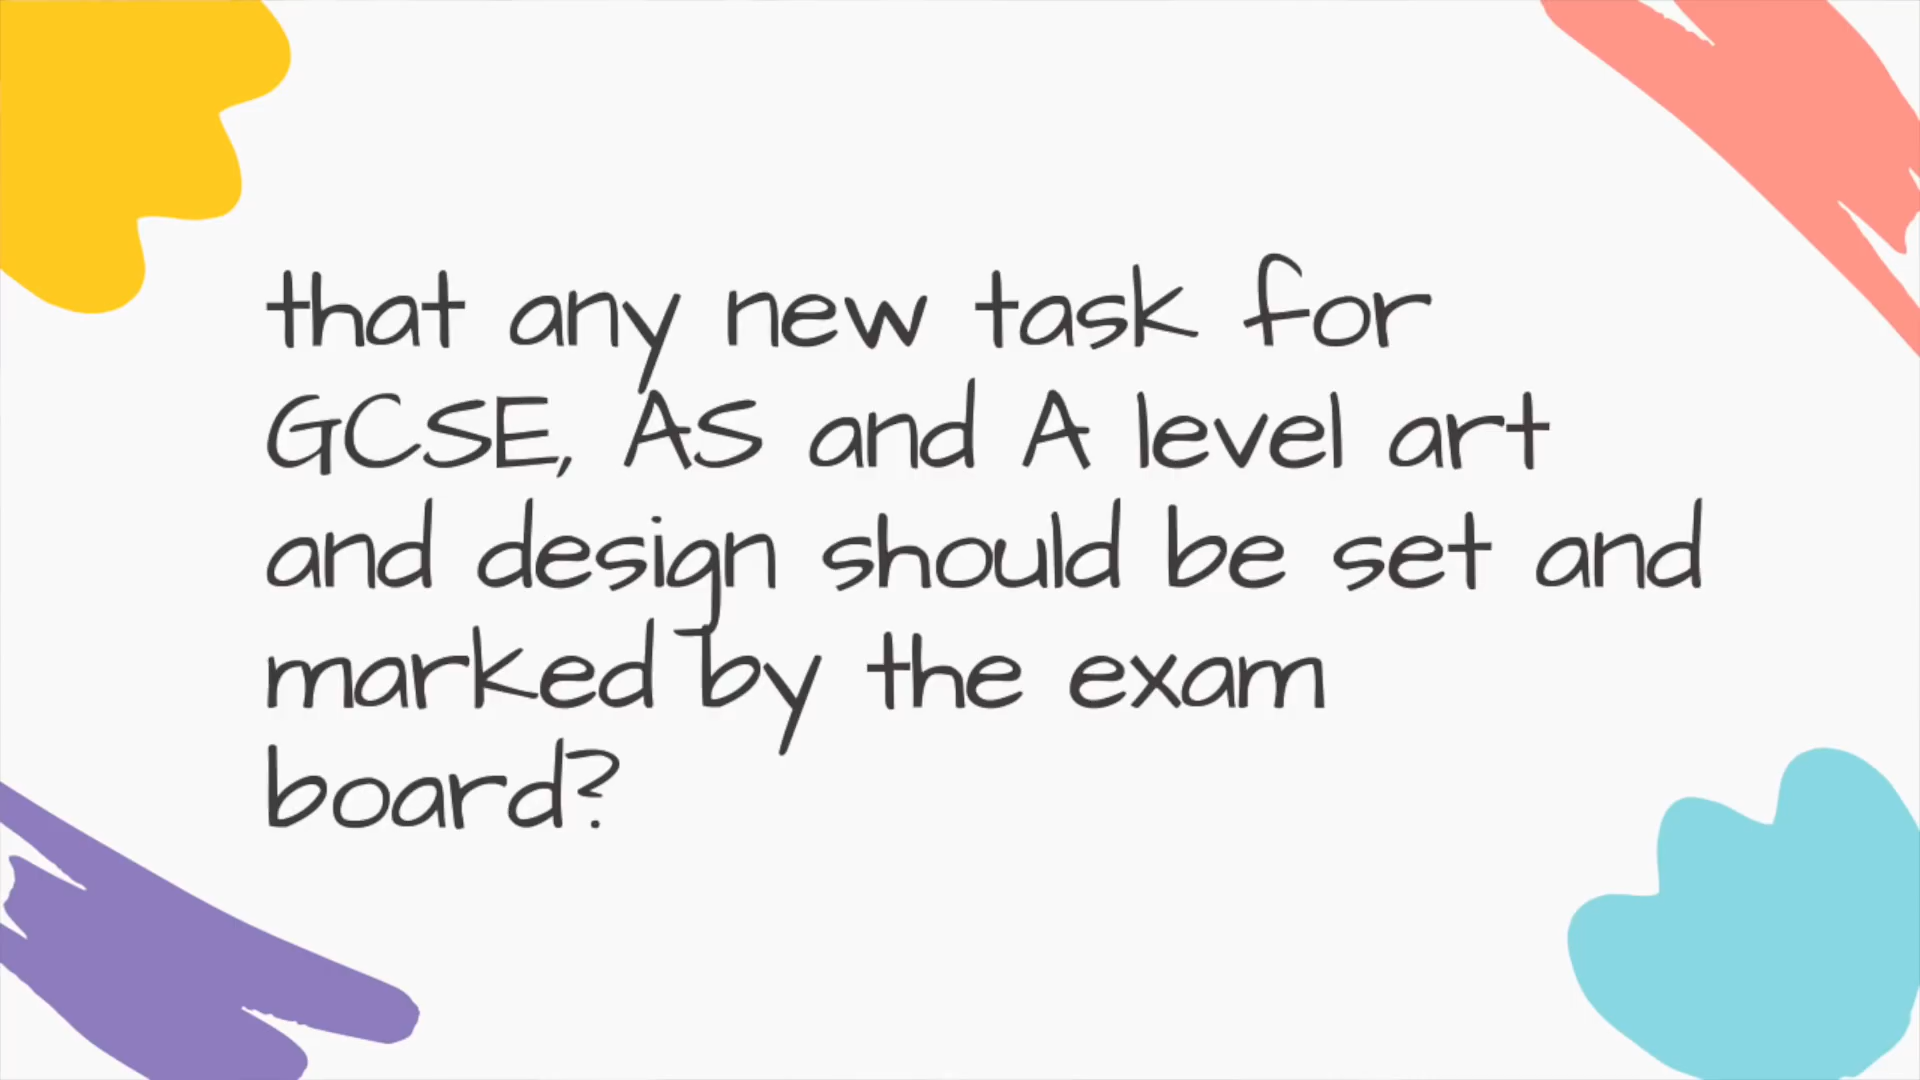 that any new task for
GCSE, AS and A level art
and design should be set and
marked by the exam
board?